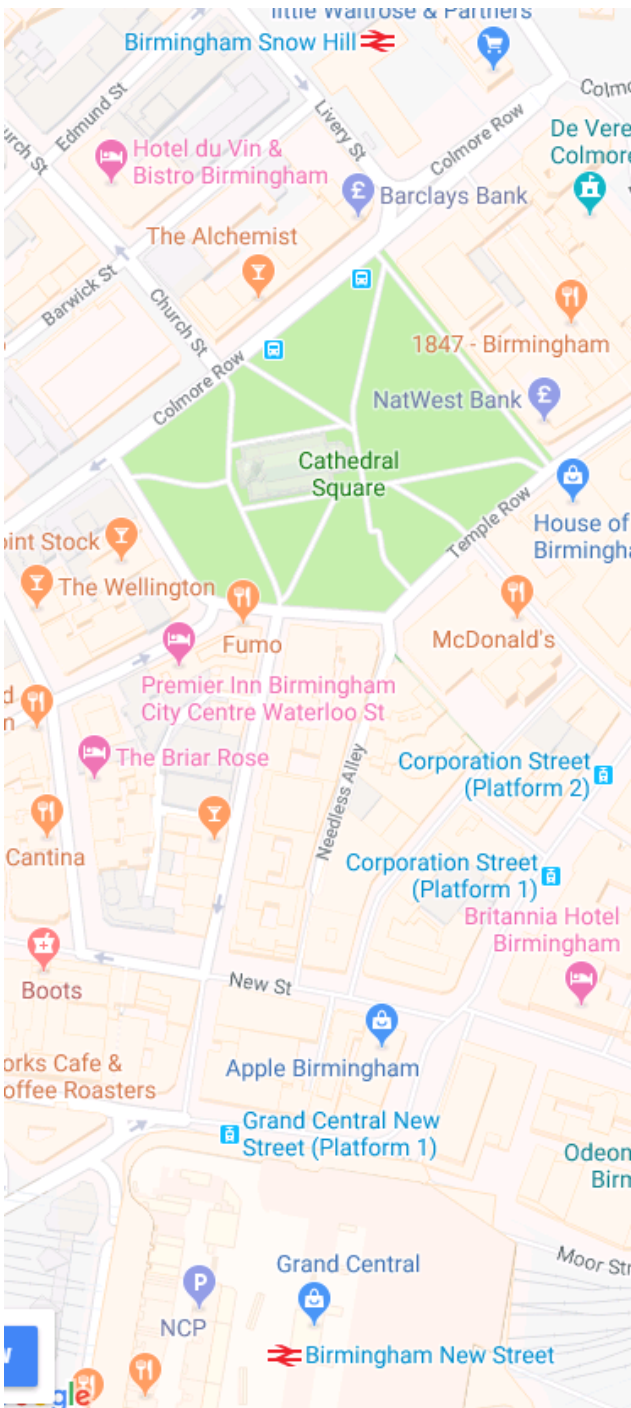 little Waitrose & Partners
Birmingham Snow Hill
Edmund St
Livery St
Colmore Row
Hotel du Vin &
Bistro Birmingham
De Vere
Colmore
Barclays Bank
The Alchemist
Barwick St
Church St
1847 - Birmingham
Colmore Row
NatWest Bank
£
£
Cathedral
Square
Temple Row
House of
oint Stock
The Wellington
Fumo
McDonald's
Premier Inn Birmingham
City Centre Waterloo St
The Briar Rose
Needless Alley
Corporation Street
(Platform 2)
Corporation Street
(Platform 1)
Cantina
Britannia Hotel
Birmingham
Boots
New St
Apple Birmingham
orks Cafe &
offee Roasters
Grand Central New
Street (Platform 1)
Odeon
Birm
Moor Str
Grand Central
P
NCP
Birmingham New Street